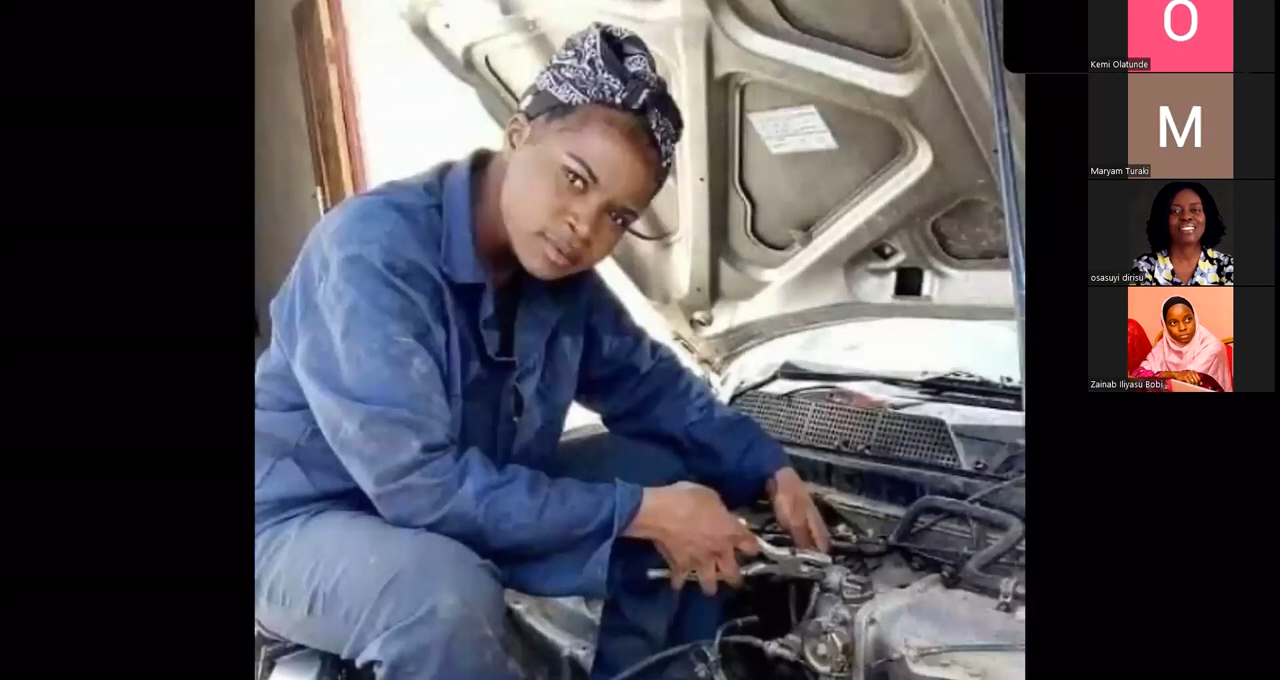 O
Kemi Olatunde
M
Maryam Turaki
osasuyi dirisu
Zainab Iliyasu Bobi